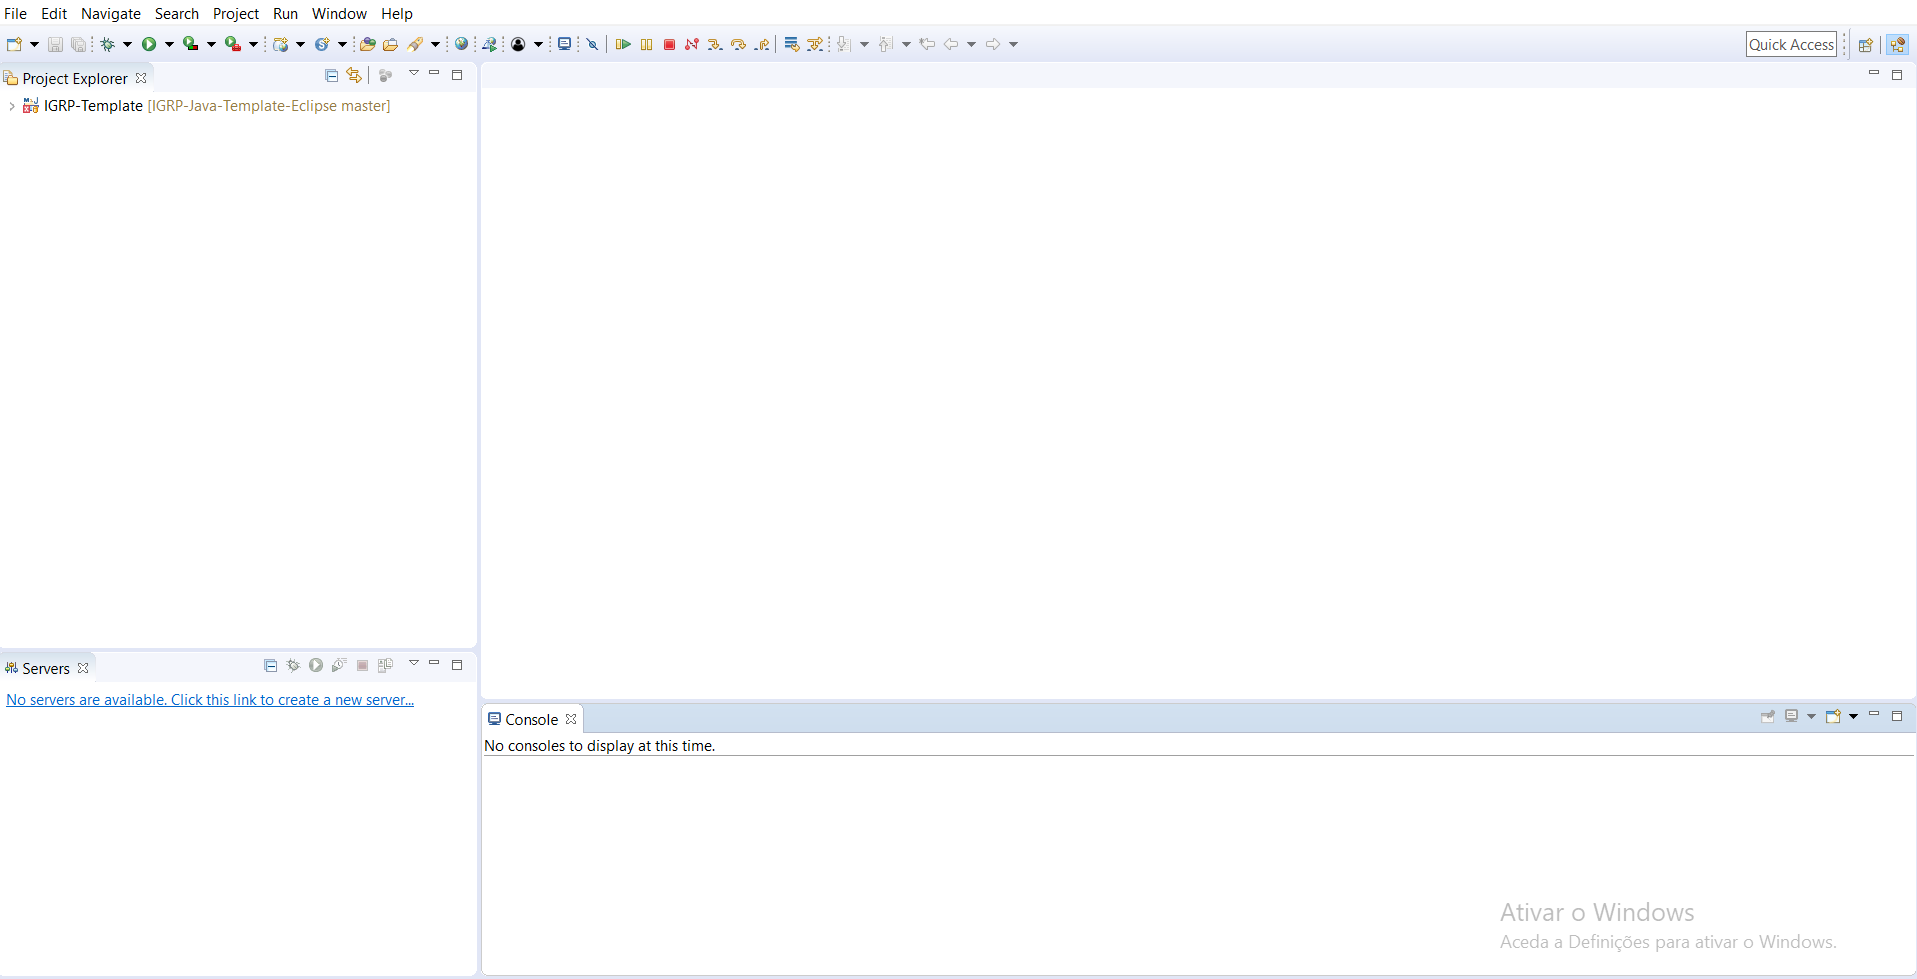 File Edit Navigate Search Project Run Window Help
Quick Access
Project Explorer
IGRP-Template [IGRP-Java-Template-Eclipse master]
Servers
No servers are available. Click this link to create a new server...
Console
No consoles to display at this time.
Ativar o Windows
Aceda a Definições para ativar o Windows.